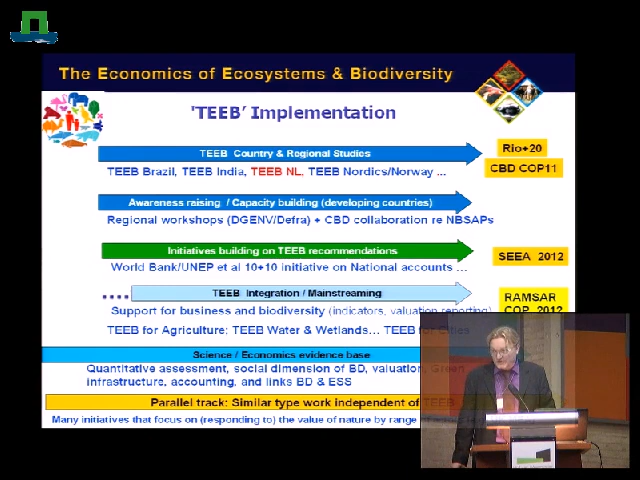 The Economics of Ecosystems & Biodiversity
'TEEB' Implementation
TEEB Country & Regional Studies
Rio+20
TEEB Brazil, TEEB India, TEEB NL, TEEB Nordics/Norway ...
CBD COP11
Awareness raising / Capacity building (developing countries)
Regional workshops (DGENV/Defra) + CBD collaboration re NBSAPs
Initiatives building on TEEB recommendations
SEEA 2012
World Bank/UNEP et al 10+10 initiative on National accounts ...
.... TEEB Integration / Mainstreaming
RAMSAR
COP 2012
Support for business and biodiversity (indicators, valuation reporting)
TEEB for Agriculture; TEEB Water & Wetlands... TEEB for Cities
Science / Economics evidence base
Quantitative assessment, social dimension of BD, valuation, Green
infrastructure, accounting, and links BD & ESS
Parallel track: Similar type work independent of TEEB
Many initiatives that focus on (responding to) the value of nature by range of